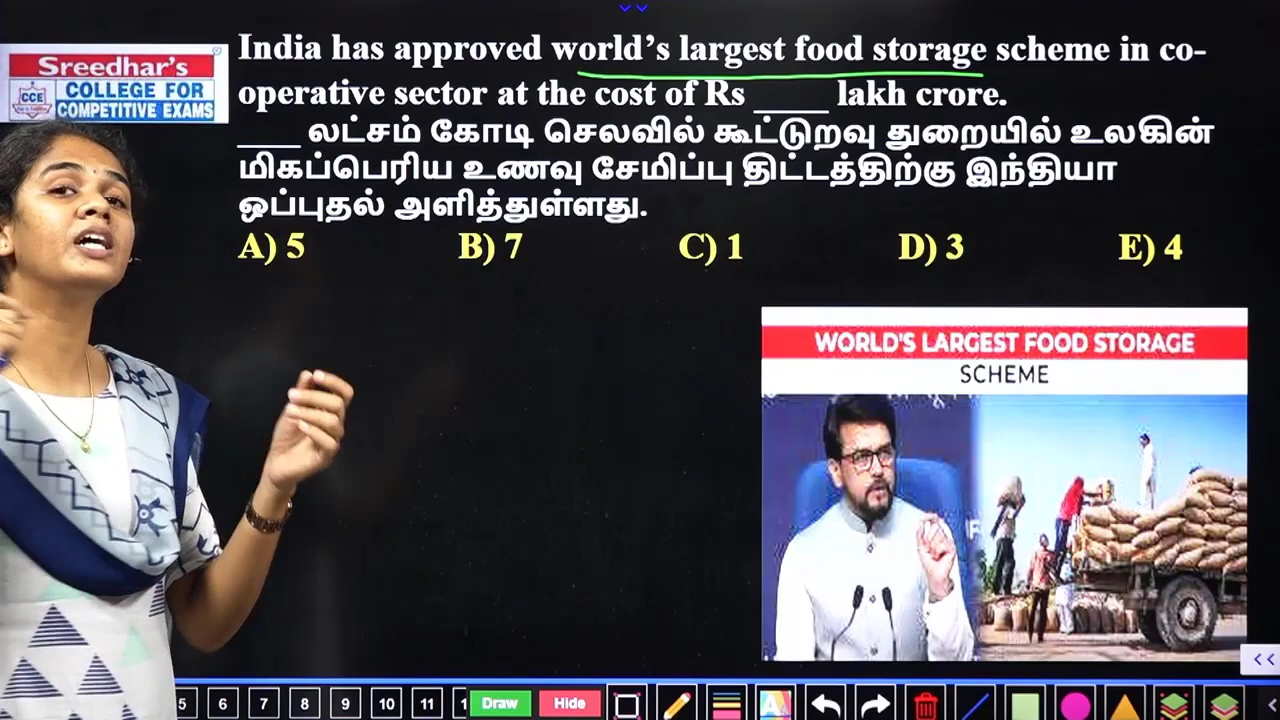 Sreedhar's
CCE
COLLEGE FOR
COMPETITIVE EXAMS
India has approved world's largest food storage scheme in co-
operative sector at the cost of Rs ____ lakh crore.
____ லட்சம் கோடி செலவில் கூட்டுறவு துறையில் உலகின்
மிகப்பெரிய உணவு சேமிப்பு திட்டத்திற்கு இந்தியா
ஒப்புதல் அளித்துள்ளது.
A) 5 B) 7 C) 1 D) 3 E) 4
WORLD'S LARGEST FOOD STORAGE
SCHEME
5 6 7 8 9 10 11 1 Draw Hide